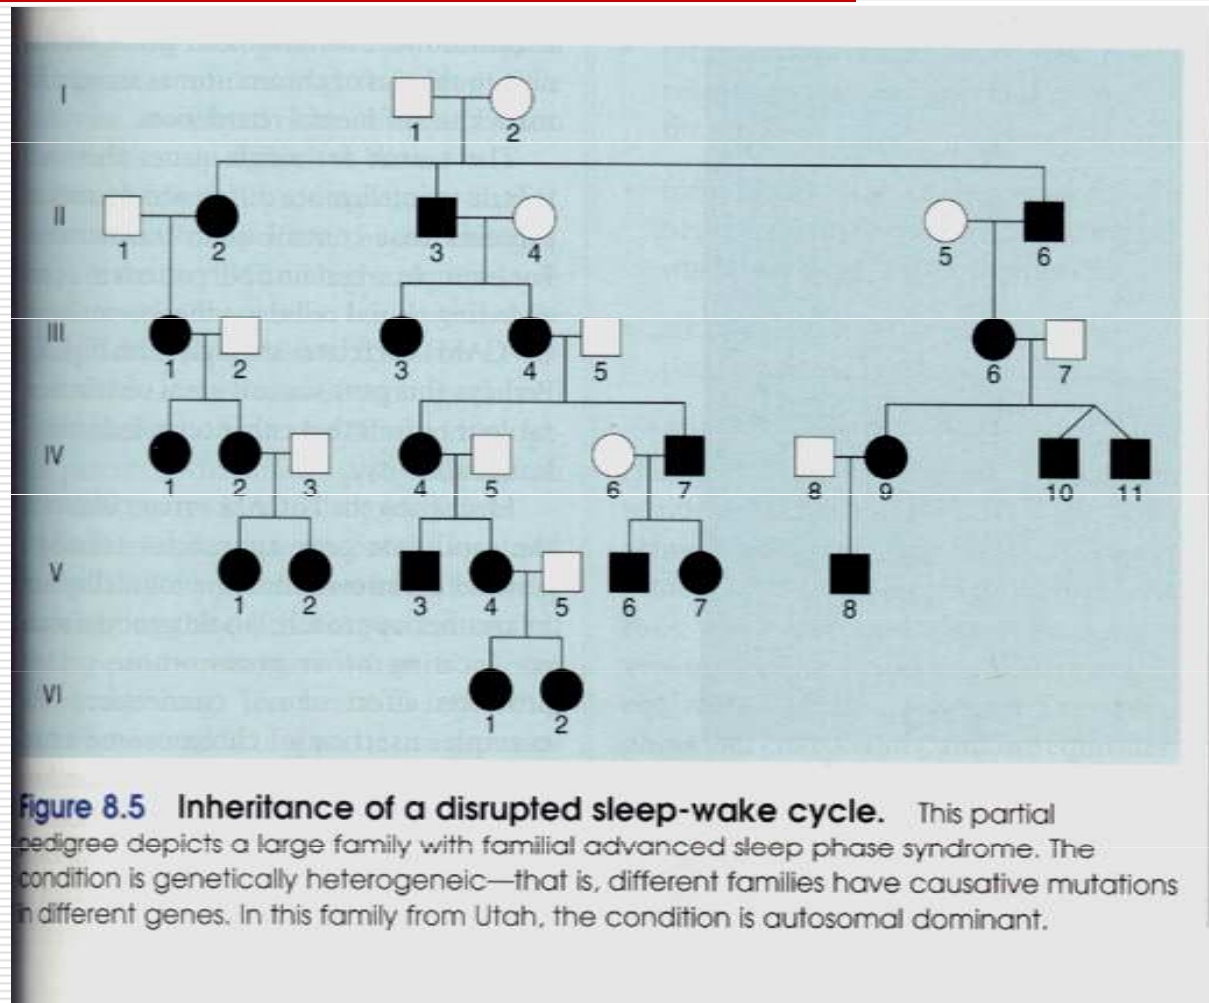 I
1 2
II
1 2 3 4 5 6
III
1 2 3 4 5 6 7
IV
1 2 3 4 5 6 7 8 9 10 11
V
1 2 3 4 5 6 7 8
VI
1 2
Figure 8.5 Inheritance of a disrupted sleep-wake cycle. This partial
pedigree depicts a large family with familial advanced sleep phase syndrome. The
condition is genetically heterogeneic—that is, different families have causative mutations
in different genes. In this family from Utah, the condition is autosomal dominant.